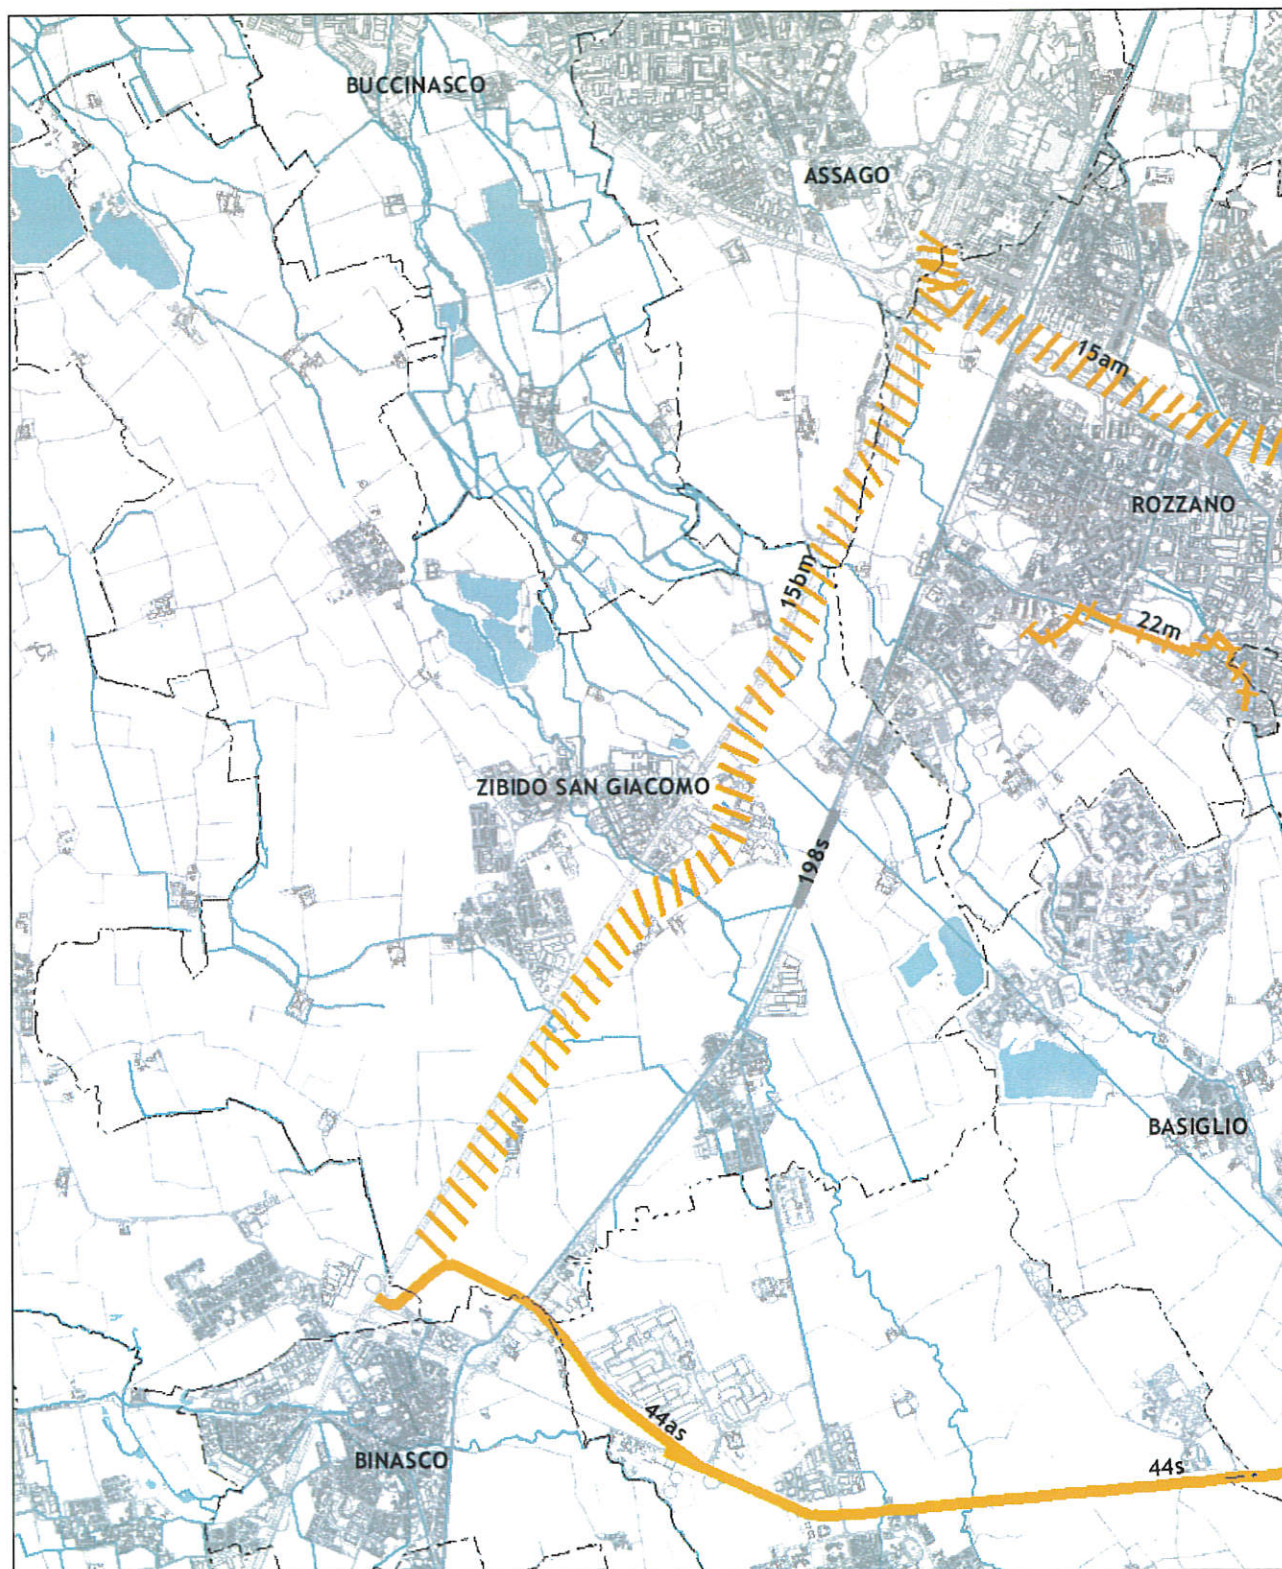 BUCCINASCO
ASSAGO
15am
ROZZANO
15bm
22m
ZIBIDO SAN GIACOMO
198s
BASIGLIO
44as
BINASCO
44s